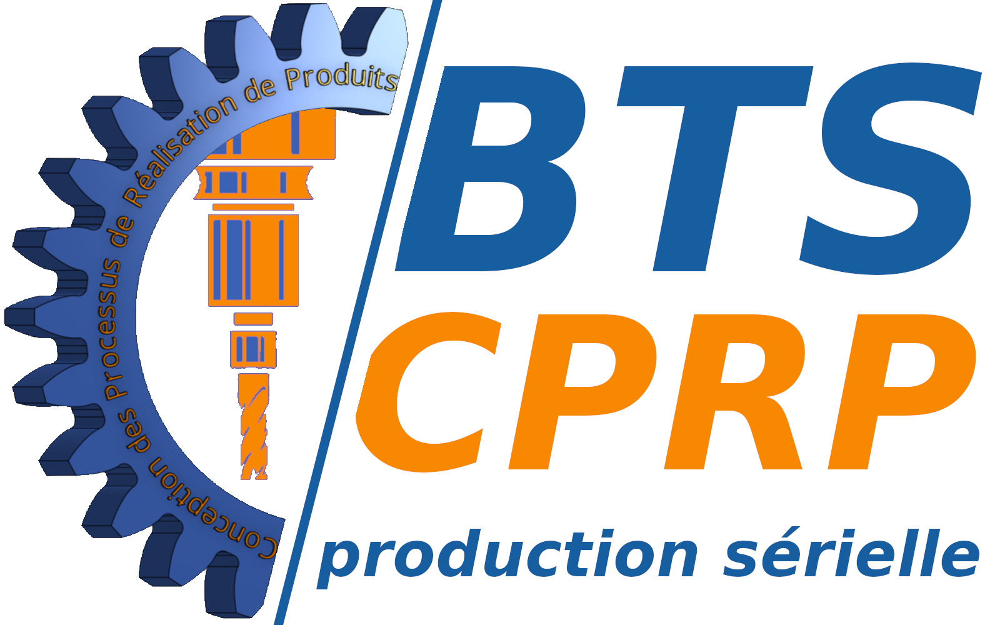 Conception des Processus de Réalisation de Produits
BTS
CPRP
production sérielle